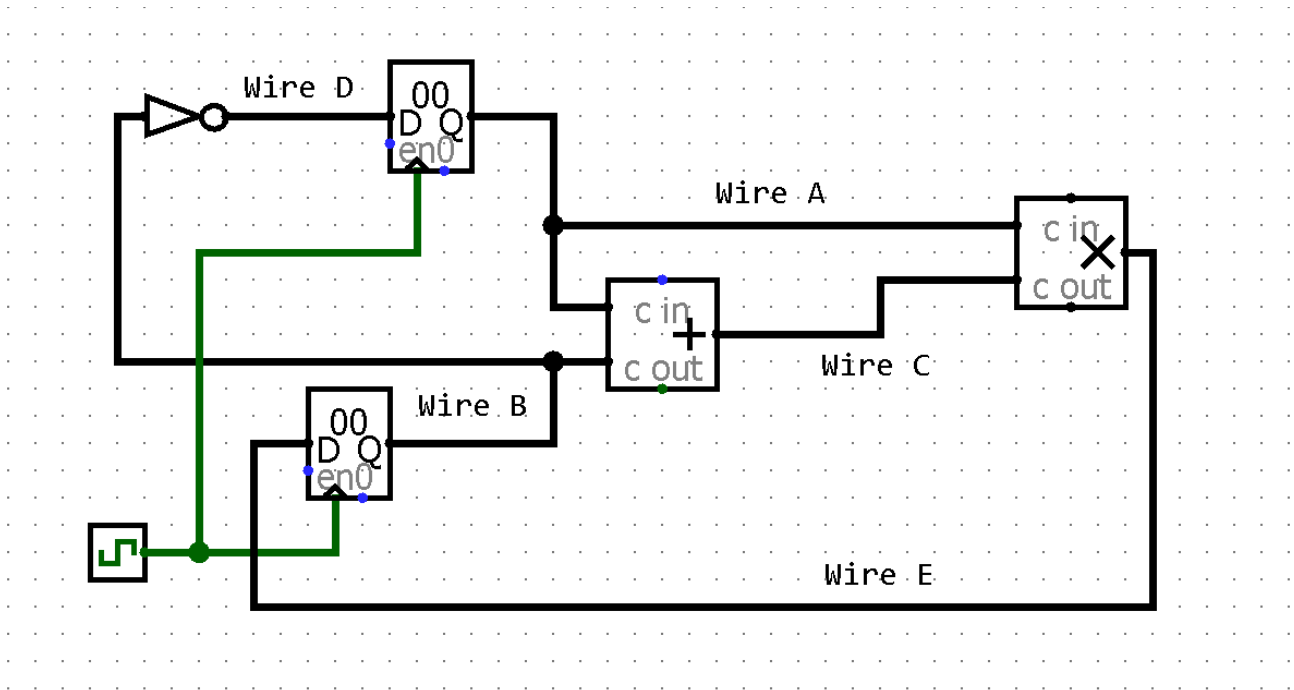 Wire D
00
D Q
en0
Wire A
c in
c out
c in
+
c out
Wire C
Wire B
00
D Q
en0
Wire E